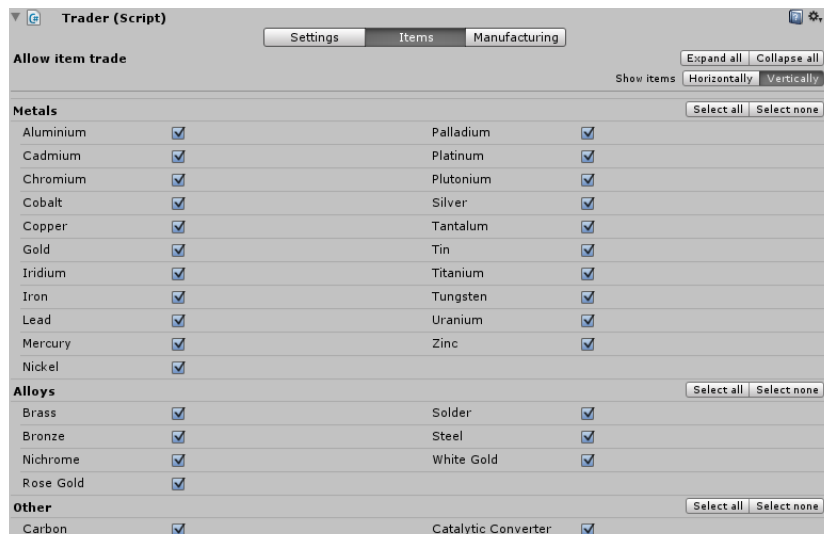 Trader (Script)
Settings Items Manufacturing
Allow item trade Expand all Collapse all
Show items Horizontally Vertically
Metals Select all Select none
Aluminium Palladium
Cadmium Platinum
Chromium Plutonium
Cobalt Silver
Copper Tantalum
Gold Tin
Iridium Titanium
Iron Tungsten
Lead Uranium
Mercury Zinc
Nickel
Alloys Select all Select none
Brass Solder
Bronze Steel
Nichrome White Gold
Rose Gold
Other Select all Select none
Carbon Catalytic Converter